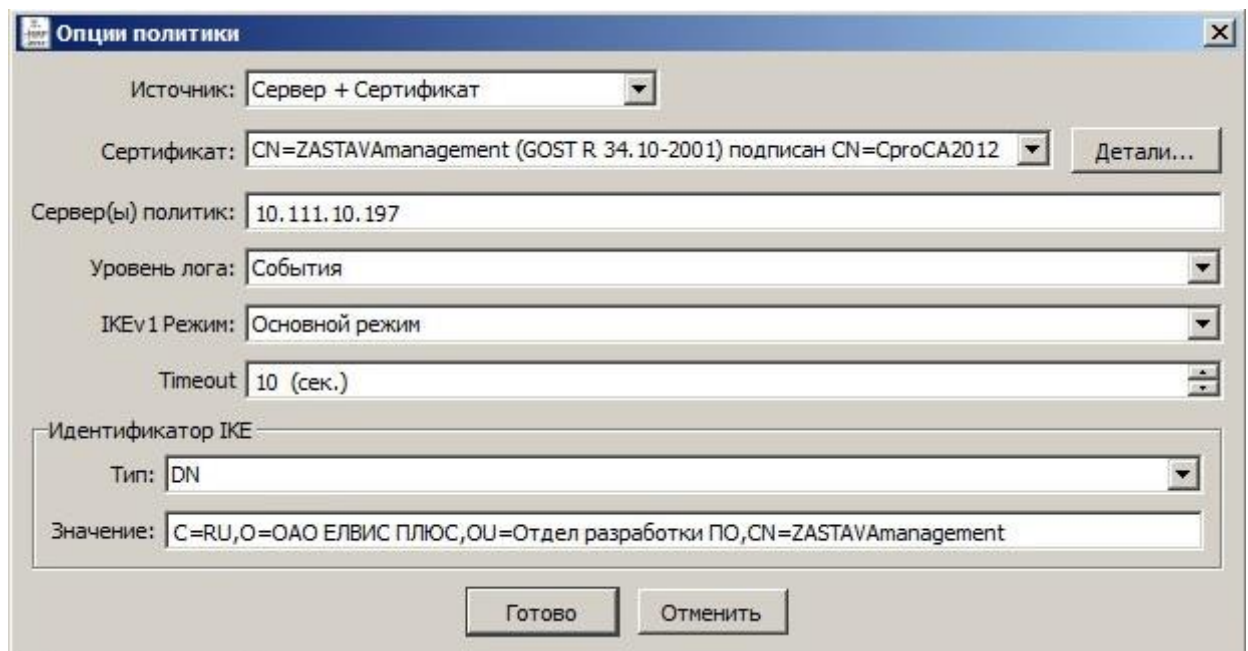 Опции политики
Источник: Сервер + Сертификат
Сертификат: CN=ZASTAVAmanagement (GOST R 34.10-2001) подписан CN=CproCA2012 Детали...
Сервер(ы) политик: 10.111.10.197
Уровень лога: События
IKEv1 Режим: Основной режим
Timeout 10 (сек.)
Идентификатор IKE
Тип: DN
Значение: C=RU,O=ОАО ЕЛВИС ПЛЮС,OU=Отдел разработки ПО,CN=ZASTAVAmanagement
Готово Отменить